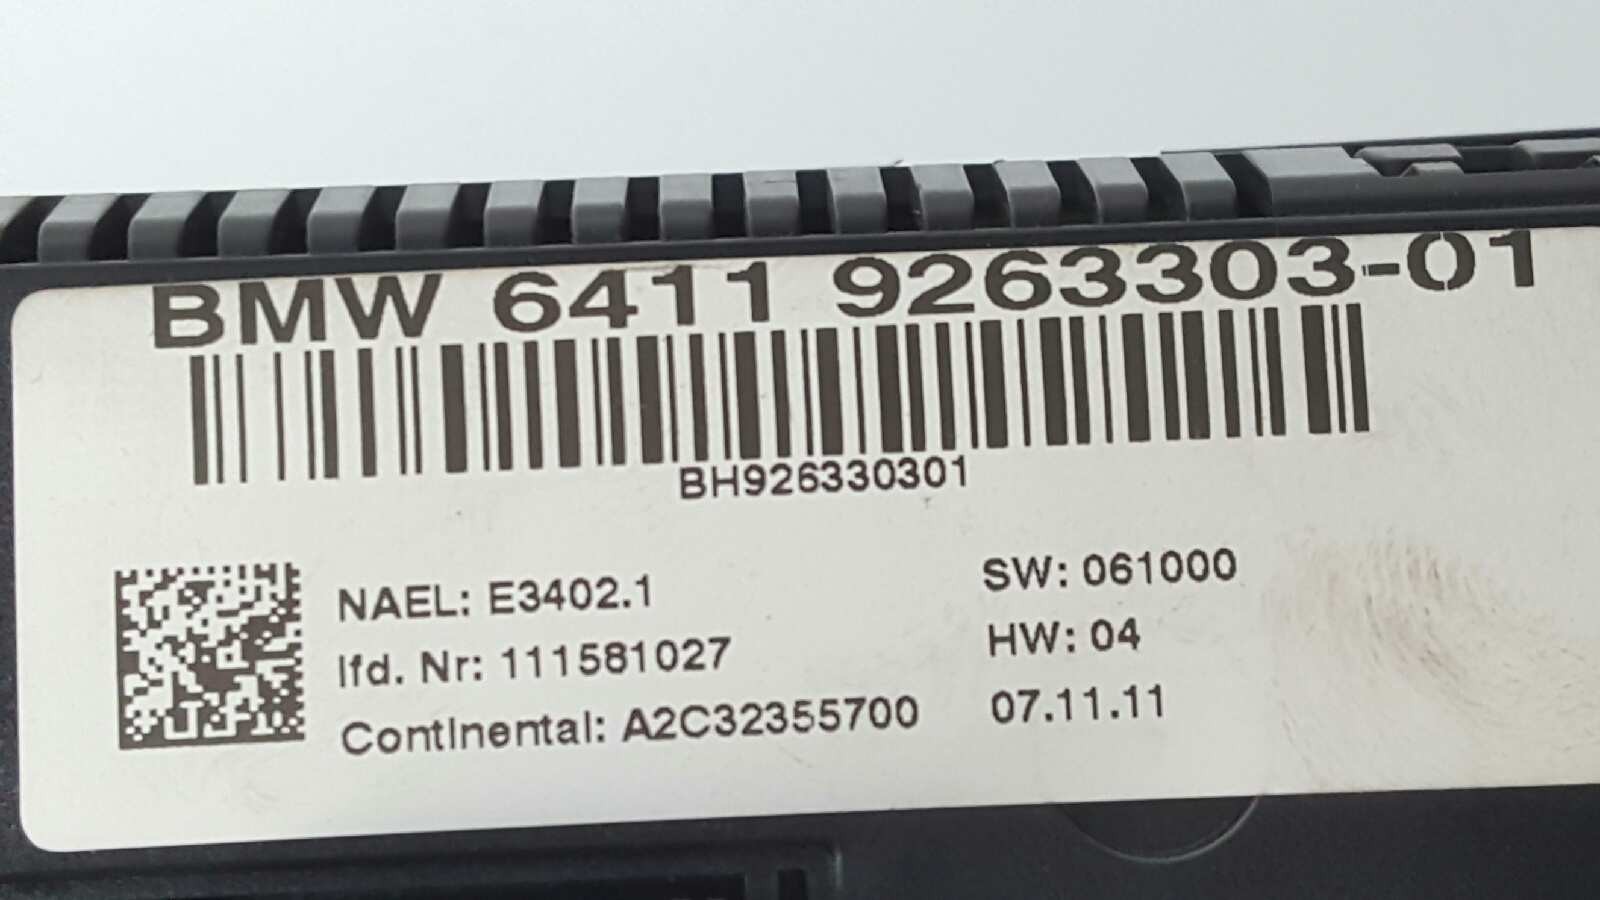 BMW 6411 9263303-01
BH926330301
NAEL: E3402.1
lfd. Nr: 111581027
Continental: A2C32355700
SW: 061000
HW: 04
07.11.11